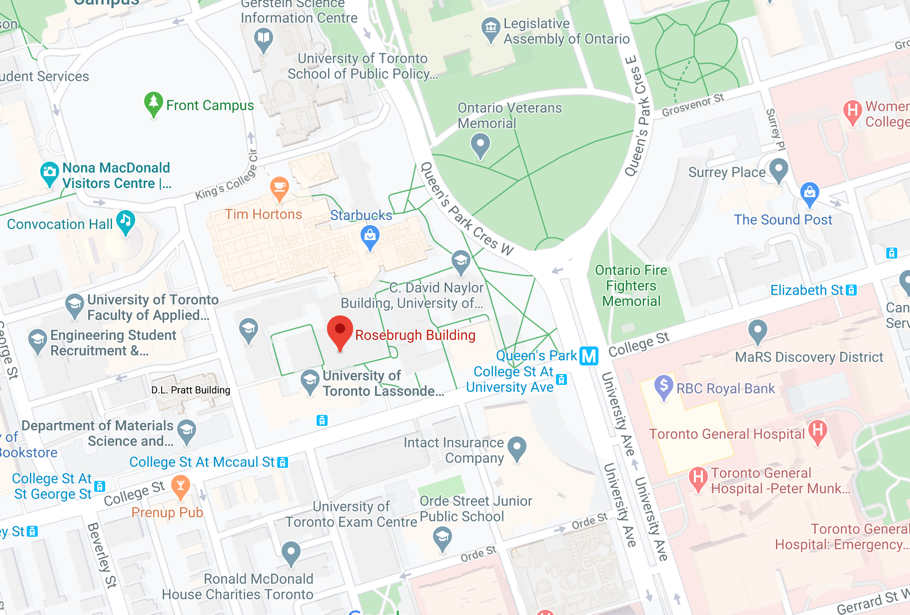 Campus
Gerstein Science
Information Centre
Legislative
Assembly of Ontario
University of Toronto
School of Public Policy...
udent Services
Front Campus
Ontario Veterans
Memorial
Queen's Park Cres E
Grosvenor St
Surrey Pl
Women
College
Nona MacDonald
Visitors Centre |...
King's College Cir
Queen's Park Cres W
Surrey Place
Tim Hortons
Starbucks
The Sound Post
Convocation Hall
C. David Naylor
Building, University of...
Ontario Fire
Fighters
Memorial
Elizabeth St
University of Toronto
Faculty of Applied...
Engineering Student
Recruitment &...
Rosebrugh Building
Can
Serv
George St
Queen's Park
M
College St
College St At
University Ave
MaRS Discovery District
University of
Toronto Lassonde...
D.L. Pratt Building
University Ave
$
RBC Royal Bank
Department of Materials
Science and...
y of
Bookstore
Toronto General Hospital
H
Intact Insurance
Company
College St At Mccaul St
College St At
St George St
College St
Prenup Pub
Toronto General
Hospital -Peter Munk...
University Ave
University Ave
University of
Toronto Exam Centre
Orde Street Junior
Public School
ey St
Beverley St
Orde St
Orde St
Toronto General
Hospital: Emergency...
Ronald McDonald
House Charities Toronto
Gerrard St W